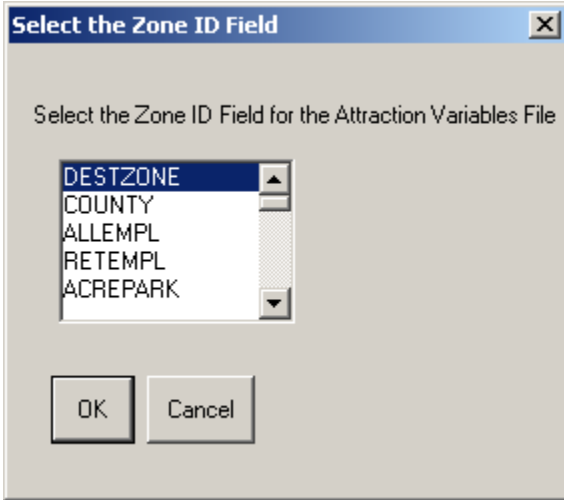 Select the Zone ID Field
Select the Zone ID Field for the Attraction Variables File
DESTZONE
COUNTY
ALLEMPL
RETEMPL
ACREPARK
OK Cancel